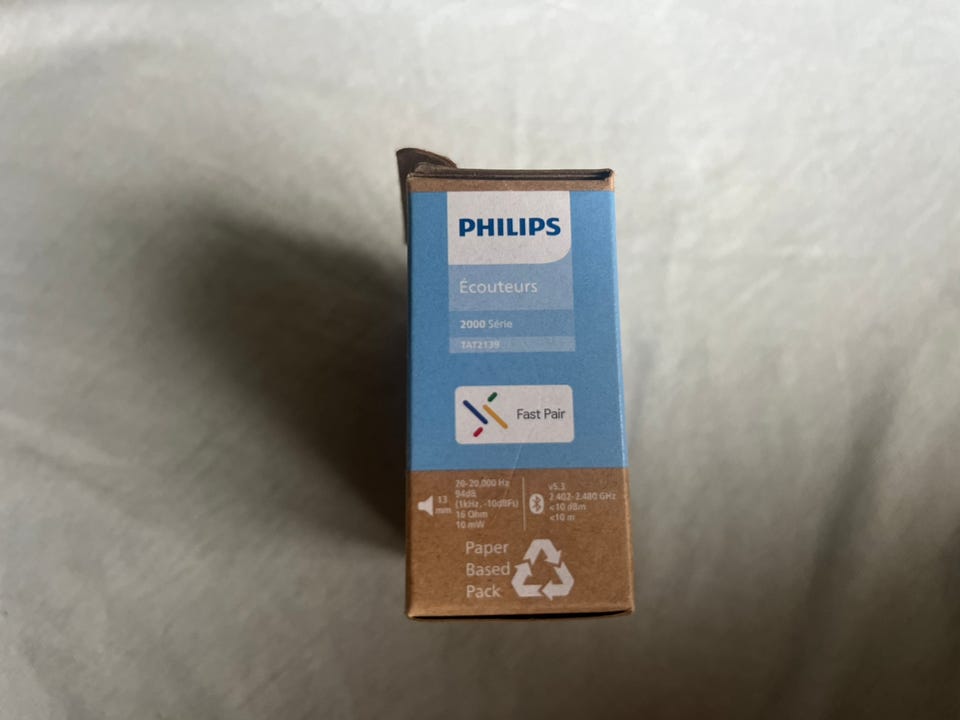 PHILIPS
Écouteurs
2000 Série
TAT2139
Fast Pair
13
mm
20-20,000 Hz
94dB
(1kHz, -10dBFs)
16 Ohm
10 mW
v5.3
2.402-2.480 GHz
<10 dBm
<10 m
Paper
Based
Pack